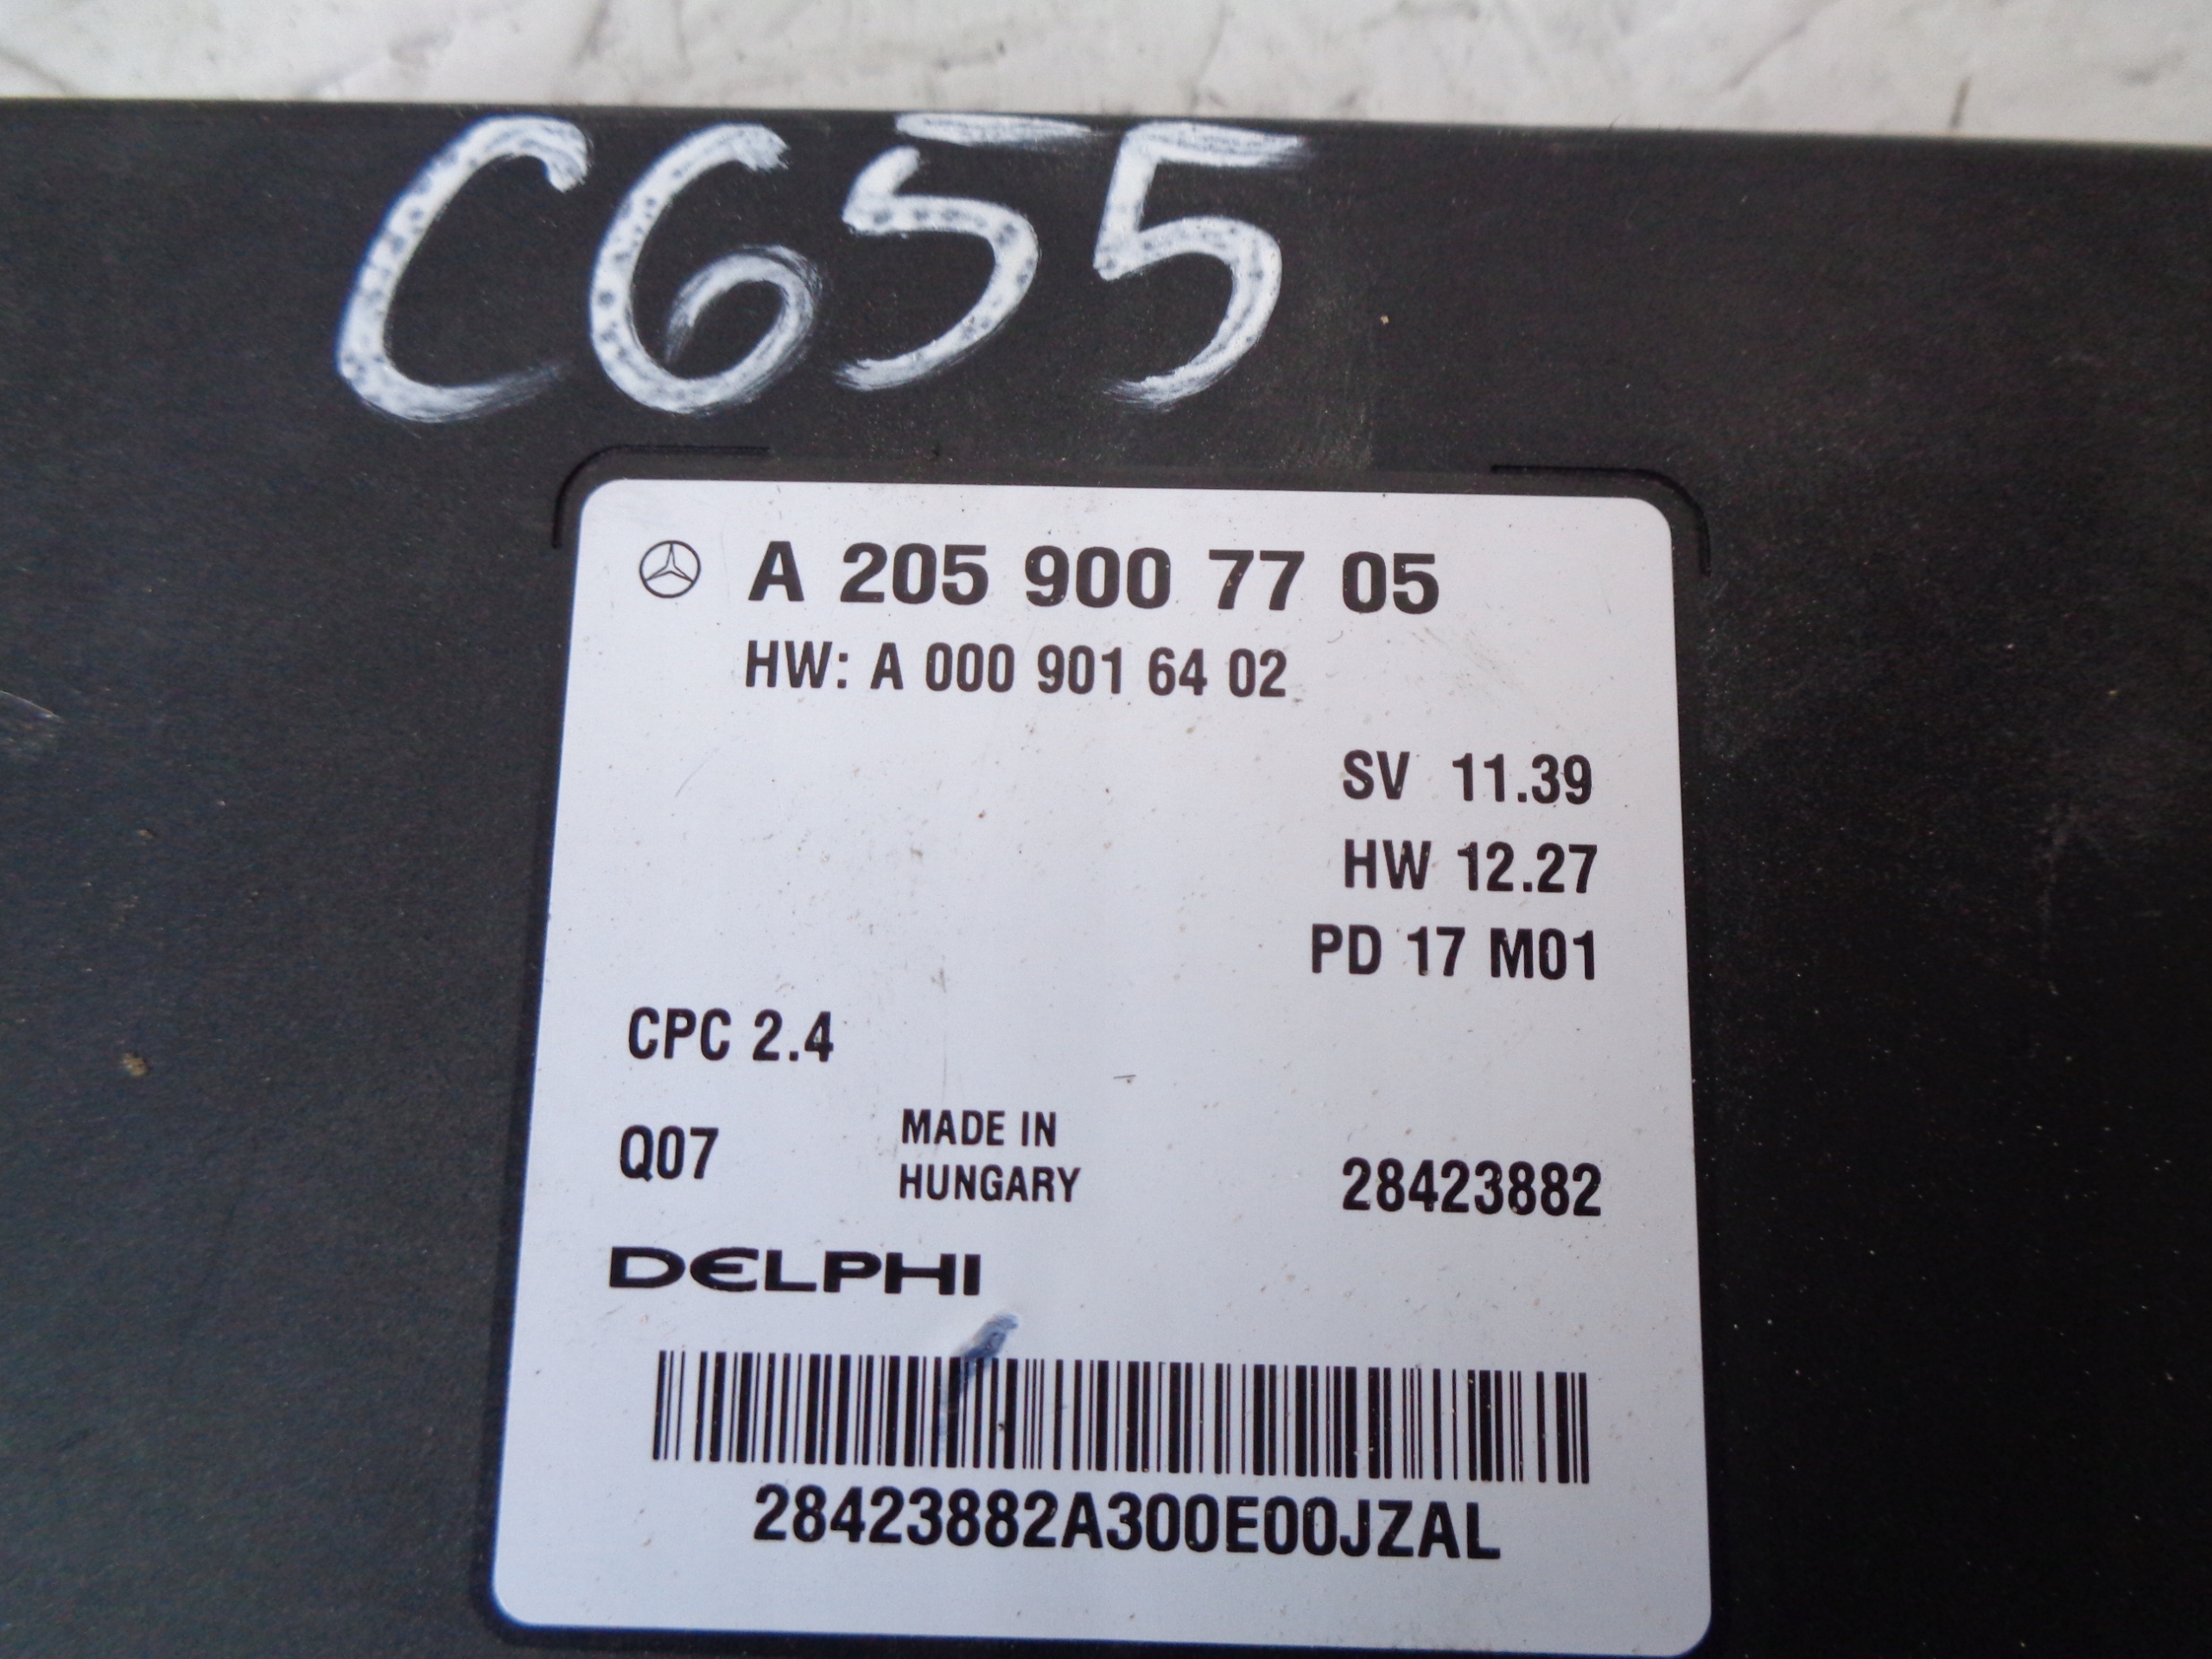 C655
A 205 900 77 05
HW: A 000 901 64 02
SV 11.39
HW 12.27
PD 17 M01
CPC 2.4
Q07
MADE IN
HUNGARY
28423882
DELPHI
28423882A300E00JZAL